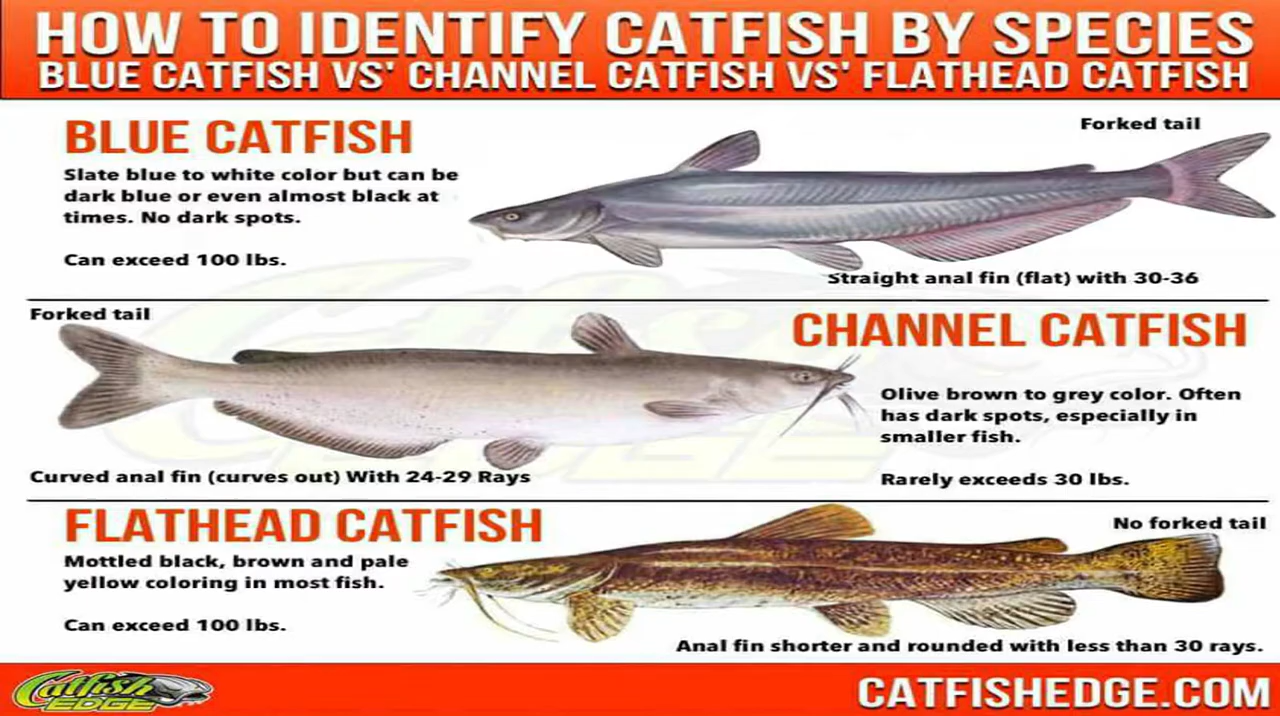 HOW TO IDENTIFY CATFISH BY SPECIES
BLUE CATFISH VS' CHANNEL CATFISH VS' FLATHEAD CATFISH
BLUE CATFISH
Slate blue to white color but can be
dark blue or even almost black at
times. No dark spots.
Can exceed 100 lbs.
Forked tail
Straight anal fin (flat) with 30-36
Forked tail
CHANNEL CATFISH
Olive brown to grey color. Often
has dark spots, especially in
smaller fish.
Rarely exceeds 30 lbs.
Curved anal fin (curves out) With 24-29 Rays
FLATHEAD CATFISH
Mottled black, brown and pale
yellow coloring in most fish.
Can exceed 100 lbs.
No forked tail
Anal fin shorter and rounded with less than 30 rays.
Catfish
EDGE
CATFISHEDGE.COM